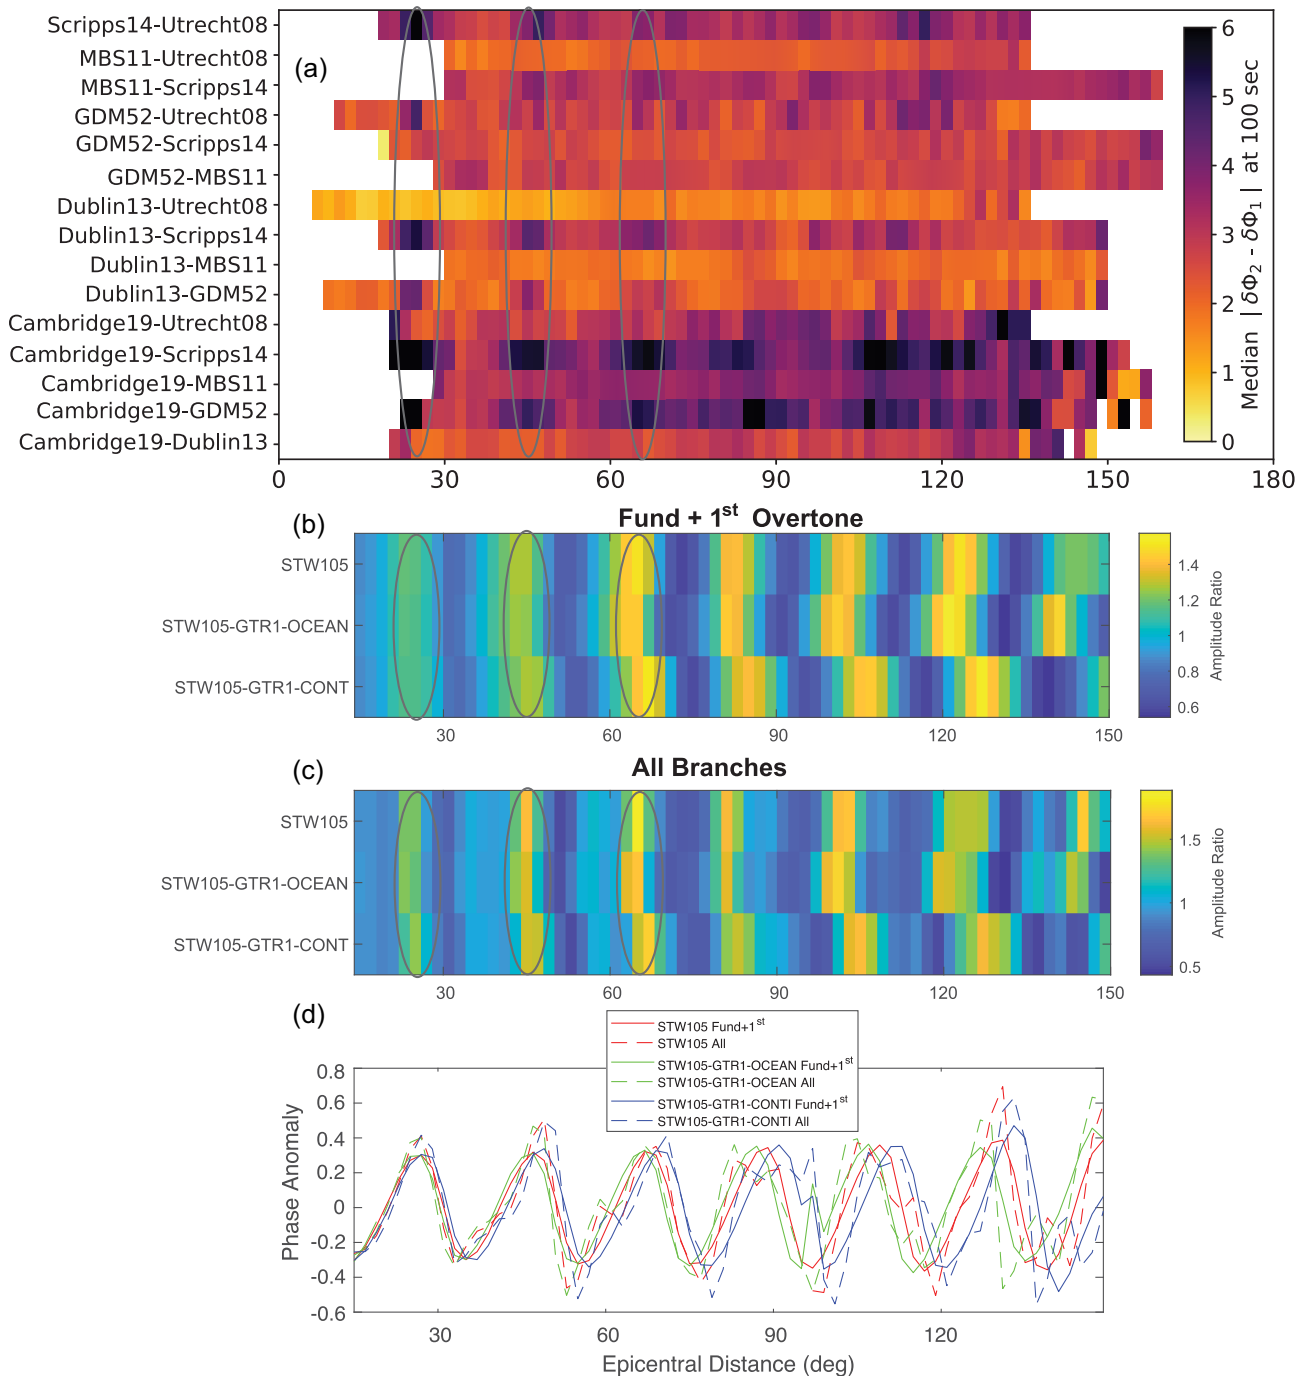 (a)
Scripps14-Utrecht08
MBS11-Utrecht08
MBS11-Scripps14
GDM52-Utrecht08
GDM52-Scripps14
GDM52-MBS11
Dublin13-Utrecht08
Dublin13-Scripps14
Dublin13-MBS11
Dublin13-GDM52
Cambridge19-Utrecht08
Cambridge19-Scripps14
Cambridge19-MBS11
Cambridge19-GDM52
Cambridge19-Dublin13
0 30 60 90 120 150 180
6
5
4
3
2
1
0
Median | δΦ2 - δΦ1 | at 100 sec
(b)
Fund + 1st Overtone
STW105
STW105-GTR1-OCEAN
STW105-GTR1-CONT
30 60 90 120 150
1.4
1.2
1
0.8
0.6
Amplitude Ratio
(c)
All Branches
STW105
STW105-GTR1-OCEAN
STW105-GTR1-CONT
30 60 90 120 150
1.5
1
0.5
Amplitude Ratio
(d)
STW105 Fund+1st
STW105 All
STW105-GTR1-OCEAN Fund+1st
STW105-GTR1-OCEAN All
STW105-GTR1-CONTI Fund+1st
STW105-GTR1-CONTI All
0.8
0.6
0.4
0.2
0
-0.2
-0.4
-0.6
Phase Anomaly
30 60 90 120
Epicentral Distance (deg)